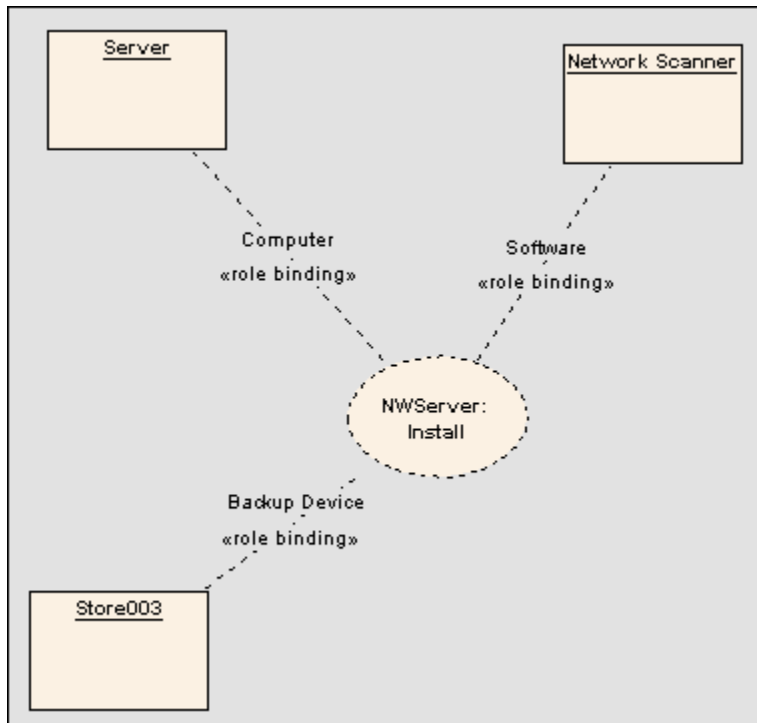 Server
Network Scanner
Computer
«role binding»
Software
«role binding»
NWServer:
Install
Backup Device
«role binding»
Store003